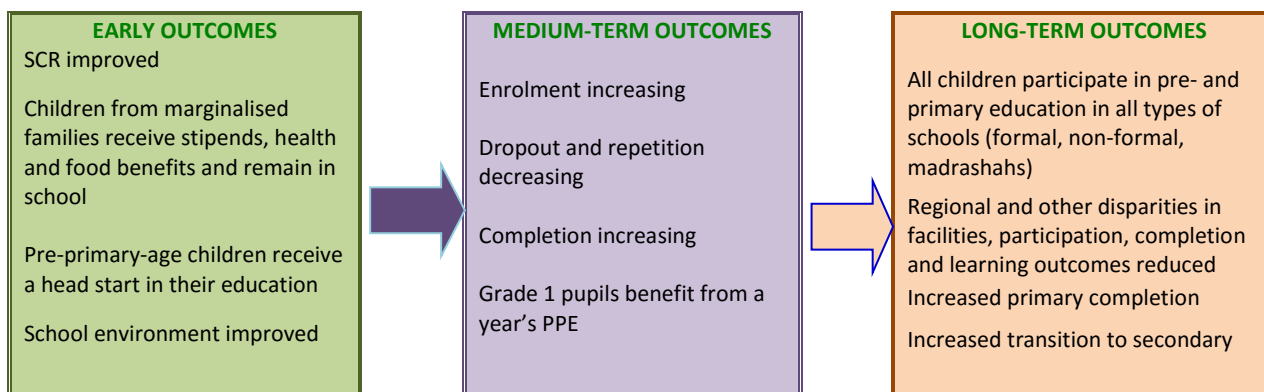 EARLY OUTCOMES
SCR improved
Children from marginalised
families receive stipends, health
and food benefits and remain in
school
Pre-primary-age children receive
a head start in their education
School environment improved
MEDIUM-TERM OUTCOMES
Enrolment increasing
Dropout and repetition
decreasing
Completion increasing
Grade 1 pupils benefit from a
year’s PPE
LONG-TERM OUTCOMES
All children participate in pre- and
primary education in all types of
schools (formal, non-formal,
madrashahs)
Regional and other disparities in
facilities, participation, completion
and learning outcomes reduced
Increased primary completion
Increased transition to secondary